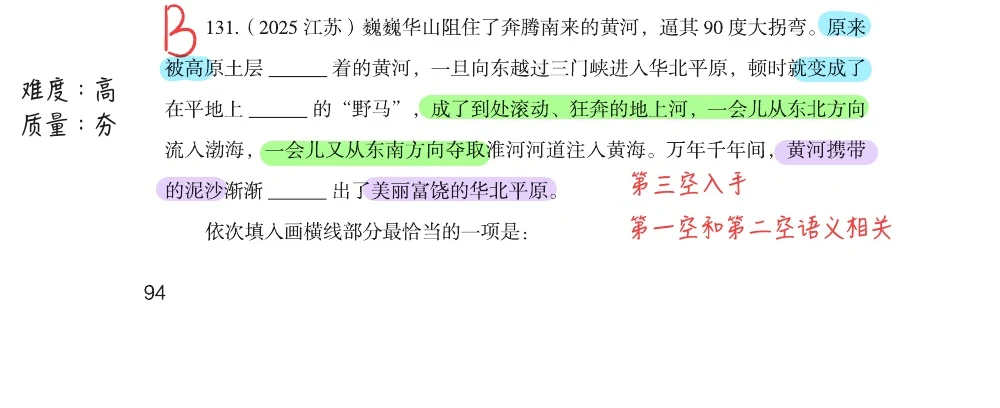 B 131.（2025 江苏）巍巍华山阻住了奔腾南来的黄河，逼其 90 度大拐弯。原来
被高原土层 ______ 着的黄河，一旦向东越过三门峡进入华北平原，顿时就变成了
难度：高
质量：夯
在平地上 ______ 的“野马”，成了到处滚动、狂奔的地上河，一会儿从东北方向
流入渤海，一会儿又从东南方向夺取淮河河道注入黄海。万年千年间，黄河携带
的泥沙渐渐 ______ 出了美丽富饶的华北平原。
第三空入手
第一空和第二空语义相关
依次填入画横线部分最恰当的一项是：
94